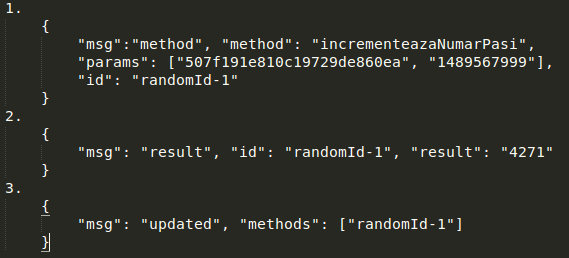 1.
{
"msg":"method", "method": "incrementeazaNumarPasi",
"params": ["507f191e810c19729de860ea", "1489567999"],
"id": "randomId-1"
}
2.
{
"msg": "result", "id": "randomId-1", "result": "4271"
}
3.
{
"msg": "updated", "methods": ["randomId-1"]
}